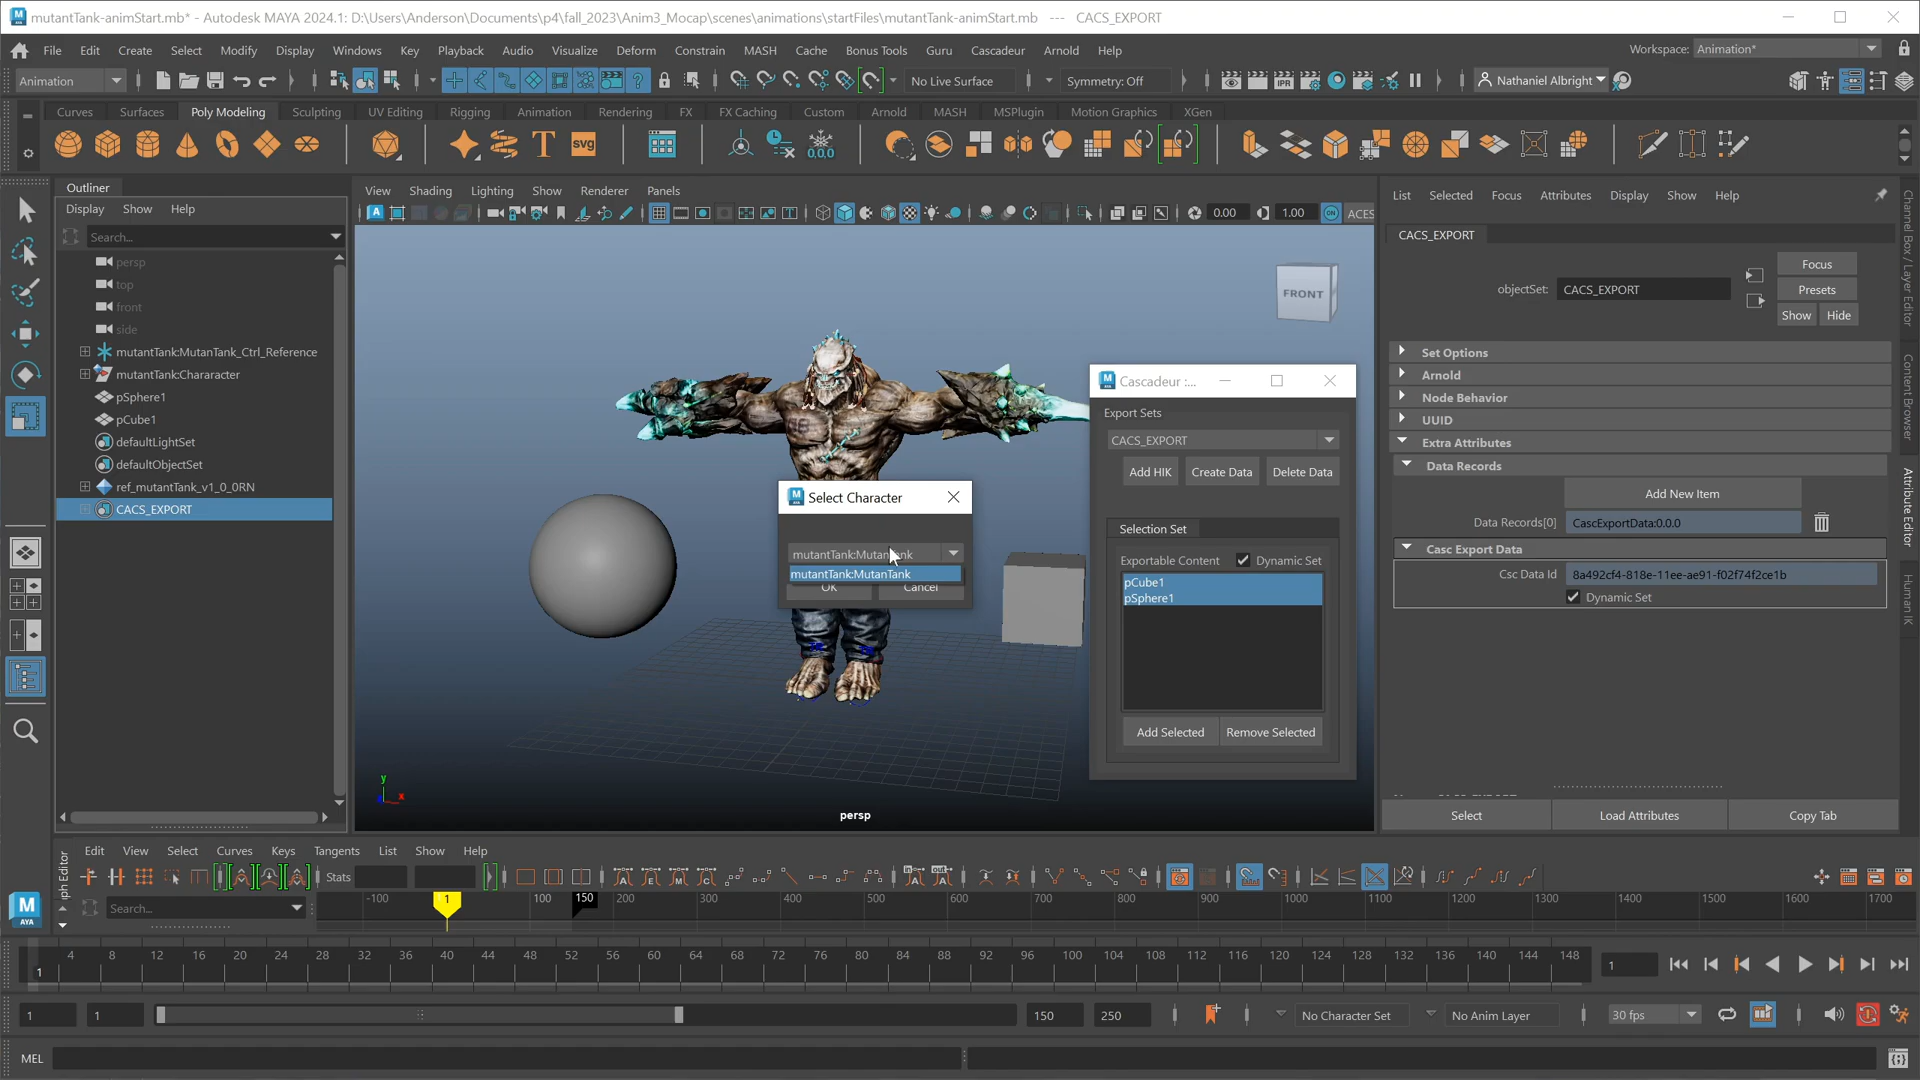 mutantTank-animStart.mb* - Autodesk MAYA 2024.1: D:\Users\Anderson\Documents\p4\fall_2023\Anim3_Mocap\scenes\animations\startFiles\mutantTank-animStart.mb --- CACS_EXPORT
File Edit Create Select Modify Display Windows Key Playback Audio Visualize Deform Constrain MASH Cache Bonus Tools Guru Cascadeur Arnold Help
Workspace: Animation*
Animation
No Live Surface
Symmetry: Off
Nathaniel Albright
Curves Surfaces Poly Modeling Sculpting UV Editing Rigging Animation Rendering FX FX Caching Custom Arnold MASH MSPlugin Motion Graphics XGen
T
svg
0,0,0
Outliner
Display Show Help
Search...
persp
top
front
side
mutantTank:MutanTank_Ctrl_Reference
mutantTank:Chararacter
pSphere1
pCube1
defaultLightSet
defaultObjectSet
ref_mutantTank_v1_0_0RN
CACS_EXPORT
View Shading Lighting Show Renderer Panels
0.00
1.00
ACES
FRONT
Cascadeur :...
Export Sets
CACS_EXPORT
Add HIK
Create Data
Delete Data
Selection Set
Exportable Content
Dynamic Set
pCube1
pSphere1
Add Selected
Remove Selected
Select Character
mutantTank:MutanTank
mutantTank:MutanTank
OK
Cancel
y
x
persp
List Selected Focus Attributes Display Show Help
CACS_EXPORT
objectSet: CACS_EXPORT
Focus
Presets
Show Hide
Set Options
Arnold
Node Behavior
UUID
Extra Attributes
Data Records
Add New Item
Data Records[0] CascExportData:0.0.0
Casc Export Data
Csc Data Id 8a492cf4-818e-11ee-ae91-f02f74f2ce1b
Dynamic Set
Select
Load Attributes
Copy Tab
Channel Box / Layer Editor
Content Browser
Attribute Editor
Human IK
Edit View Select Curves Keys Tangents List Show Help
Stats
Search...
-100 1 100 150 200 300 400 500 600 700 800 900 1000 1100 1200 1300 1400 1500 1600 1700
M
AYA
1 4 8 12 16 20 24 28 32 36 40 44 48 52 56 60 64 68 72 76 80 84 88 92 96 100 104 108 112 116 120 124 128 132 136 140 144 148
1
1
1
150
250
No Character Set
No Anim Layer
30 fps
MEL